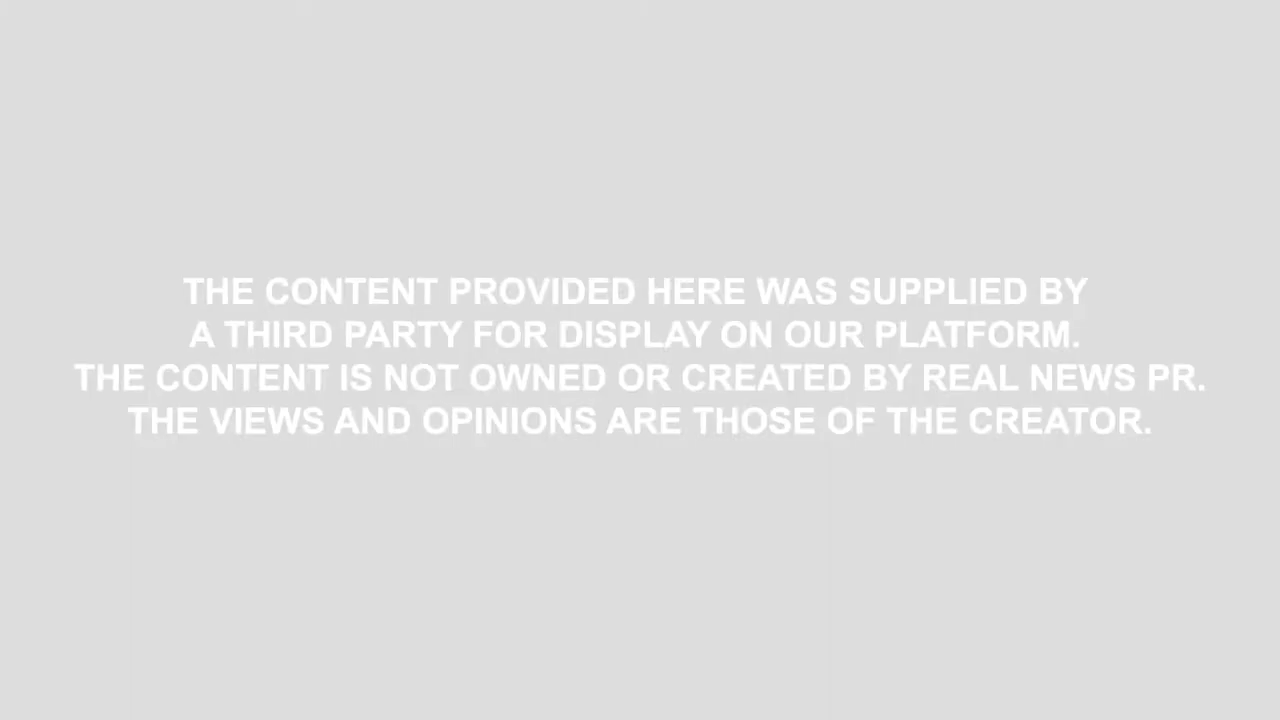 THE CONTENT PROVIDED HERE WAS SUPPLIED BY
A THIRD PARTY FOR DISPLAY ON OUR PLATFORM.
THE CONTENT IS NOT OWNED OR CREATED BY REAL NEWS PR.
THE VIEWS AND OPINIONS ARE THOSE OF THE CREATOR.